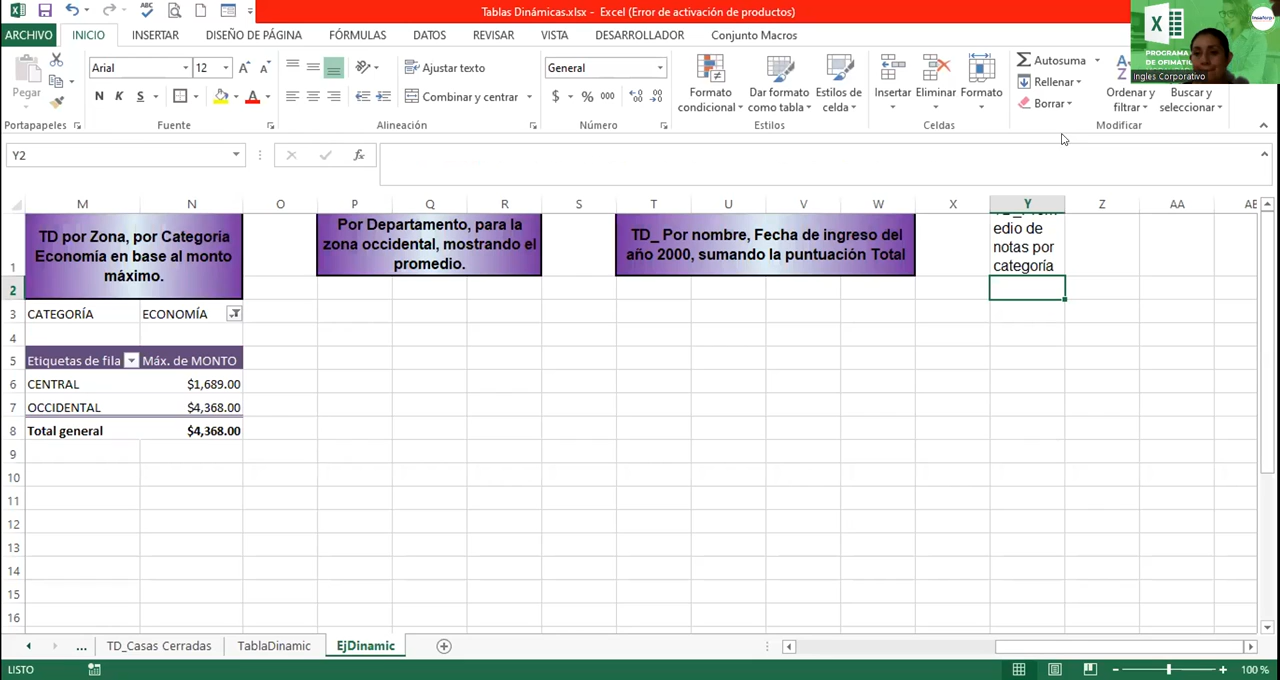 Tablas Dinámicas.xlsx - Excel (Error de activación de productos)
ARCHIVO INICIO INSERTAR DISEÑO DE PÁGINA FÓRMULAS DATOS REVISAR VISTA DESARROLLADOR Conjunto Macros
PROGRAMA
DE OFIMÁTIC
Ingles Corporativo
Pegar
Arial 12
N K S
Ajustar texto
Combinar y centrar
General
$ % 000
Formato condicional
Dar formato como tabla
Estilos de celda
Insertar Eliminar Formato
Autosuma
Rellenar
Borrar
Ordenar y filtrar
Buscar y seleccionar
Portapapeles Fuente Alineación Número Estilos Celdas Modificar
Y2
fx
M N O P Q R S T U V W X Y Z AA AB
1
TD por Zona, por Categoria
Economía en base al monto
máximo.
Por Departamento, para la
zona occidental, mostrando el
promedio.
TD_ Por nombre, Fecha de ingreso del
año 2000, sumando la puntuación Total
edio de
notas por
categoría
2
3 CATEGORÍA ECONOMÍA
4
5 Etiquetas de fila Máx. de MONTO
6 CENTRAL $1,689.00
7 OCCIDENTAL $4,368.00
8 Total general $4,368.00
9
10
11
12
13
14
15
16
... TD_Casas Cerradas TablaDinamic EjDinamic
LISTO
100 %